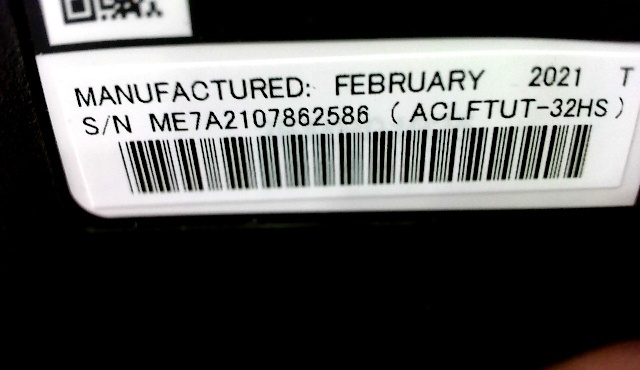 MANUFACTURED: FEBRUARY 2021 T
S/N ME7A2107862586 (ACLFTUT-32HS)